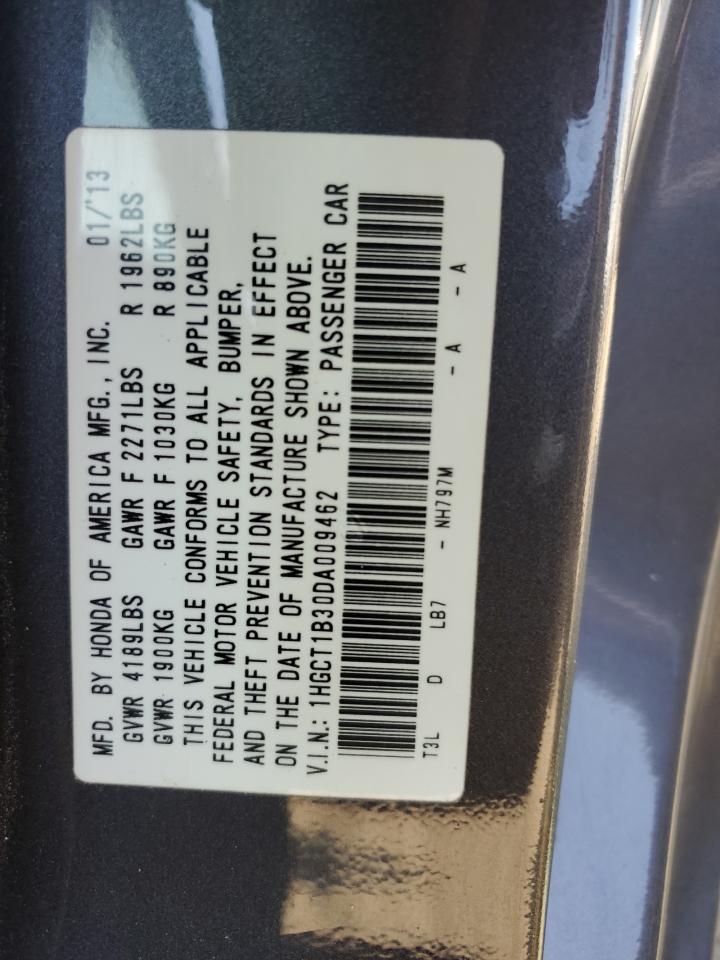 MFD. BY HONDA OF AMERICA MFG., INC. 01/'13
GVWR 4189LBS GAWR F 2271LBS R 1962LBS
GVWR 1900KG GAWR F 1030KG R 890KG
THIS VEHICLE CONFORMS TO ALL APPLICABLE
FEDERAL MOTOR VEHICLE SAFETY, BUMPER,
AND THEFT PREVENTION STANDARDS IN EFFECT
ON THE DATE OF MANUFACTURE SHOWN ABOVE.
V.I.N.: 1HGCT1B30DA009462 TYPE: PASSENGER CAR
T3L D LB7 - NH797M - A - A